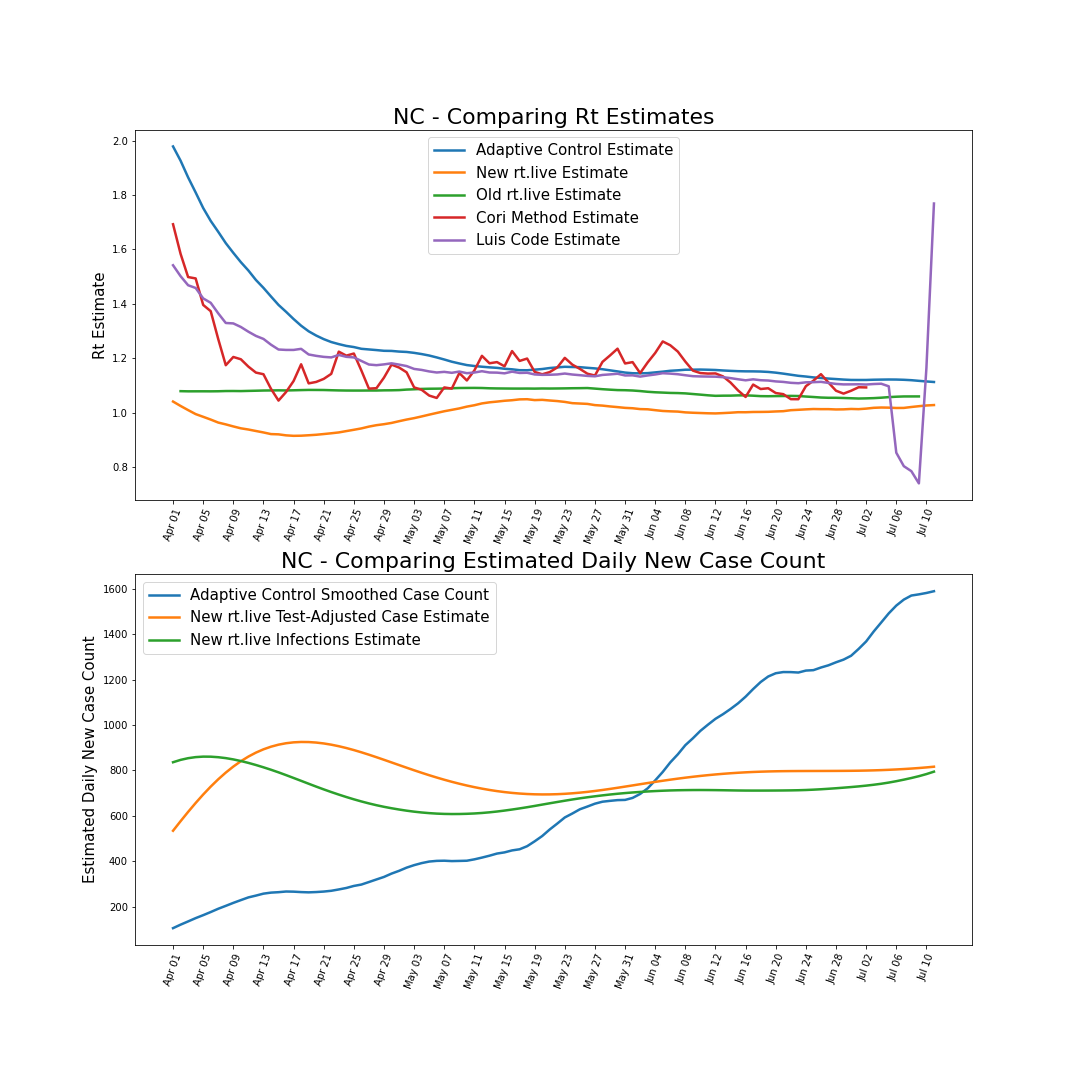 NC - Comparing Rt Estimates
Rt Estimate
2.0
1.8
1.6
1.4
1.2
1.0
0.8
Adaptive Control Estimate
New rt.live Estimate
Old rt.live Estimate
Cori Method Estimate
Luis Code Estimate
Apr 01 Apr 05 Apr 09 Apr 13 Apr 17 Apr 21 Apr 25 Apr 29 May 03 May 07 May 11 May 15 May 19 May 23 May 27 May 31 Jun 04 Jun 08 Jun 12 Jun 16 Jun 20 Jun 24 Jun 28 Jul 02 Jul 06 Jul 10
NC - Comparing Estimated Daily New Case Count
Estimated Daily New Case Count
1600
1400
1200
1000
800
600
400
200
Adaptive Control Smoothed Case Count
New rt.live Test-Adjusted Case Estimate
New rt.live Infections Estimate
Apr 01 Apr 05 Apr 09 Apr 13 Apr 17 Apr 21 Apr 25 Apr 29 May 03 May 07 May 11 May 15 May 19 May 23 May 27 May 31 Jun 04 Jun 08 Jun 12 Jun 16 Jun 20 Jun 24 Jun 28 Jul 02 Jul 06 Jul 10